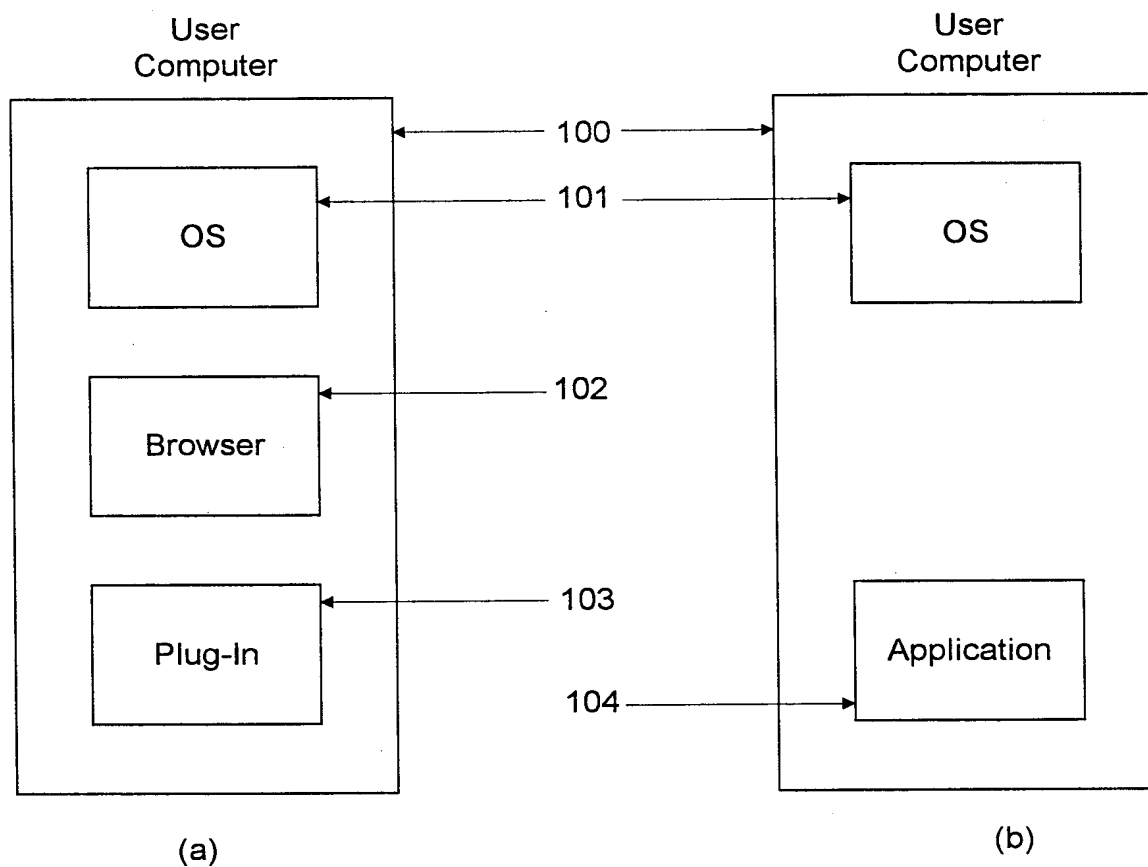 User
Computer
User
Computer
100
101
OS
OS
102
Browser
103
Plug-In
Application
104
(a)
(b)